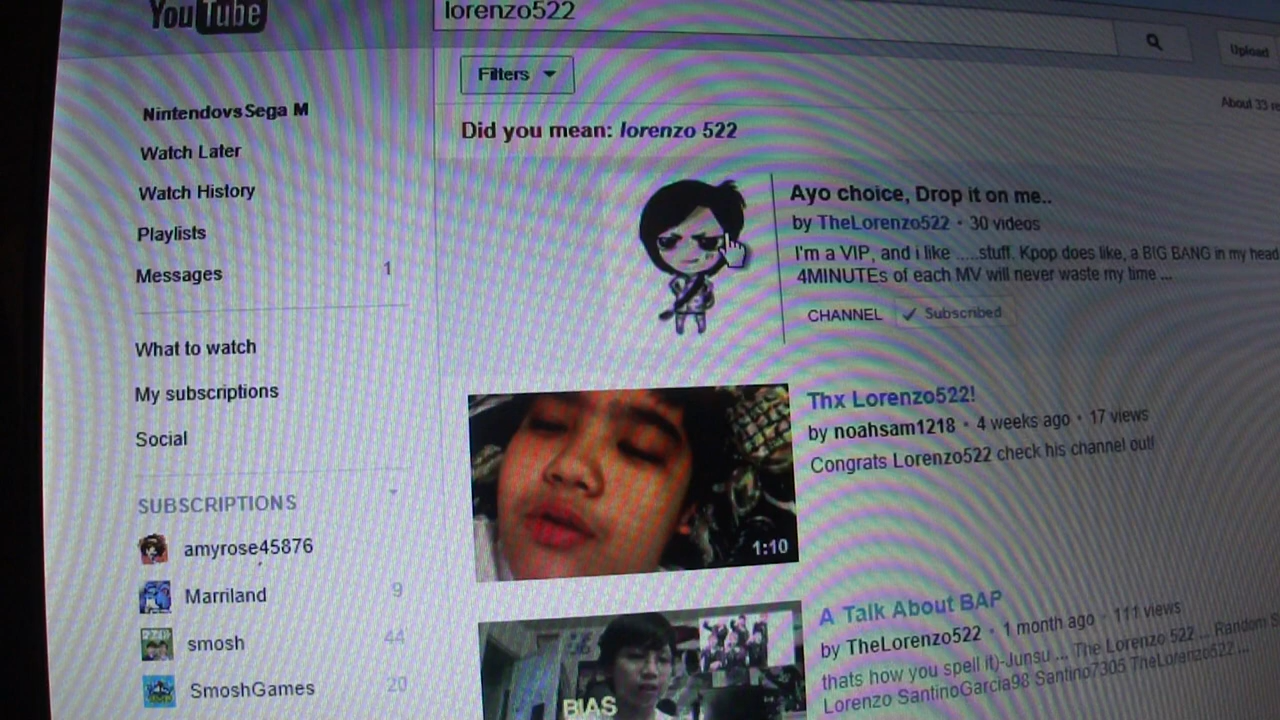 YouTube
lorenzo522
Upload
Filters
About 33
NintendovsSega M
Watch Later
Watch History
Playlists
Messages 1
What to watch
My subscriptions
Social
SUBSCRIPTIONS
amyrose45876
Marriland 9
smosh 44
SmoshGames 20
Did you mean: lorenzo 522
Ayo choice, Drop it on me..
by TheLorenzo522 • 30 videos
I'm a VIP, and i like .....stuff. Kpop does like, a BIG BANG in my head
4MINUTEs of each MV will never waste my time ...
CHANNEL ✓ Subscribed
1:10
Thx Lorenzo522!
by noahsam1218 • 4 weeks ago • 17 views
Congrats Lorenzo522 check his channel out!
BIAS
A Talk About BAP
by TheLorenzo522 • 1 month ago • 111 views
thats how you spell it)-Junsu ... The Lorenzo 522 ... Random
Lorenzo SantinoGarcia98 Santino7305 TheLorenzo522 ...